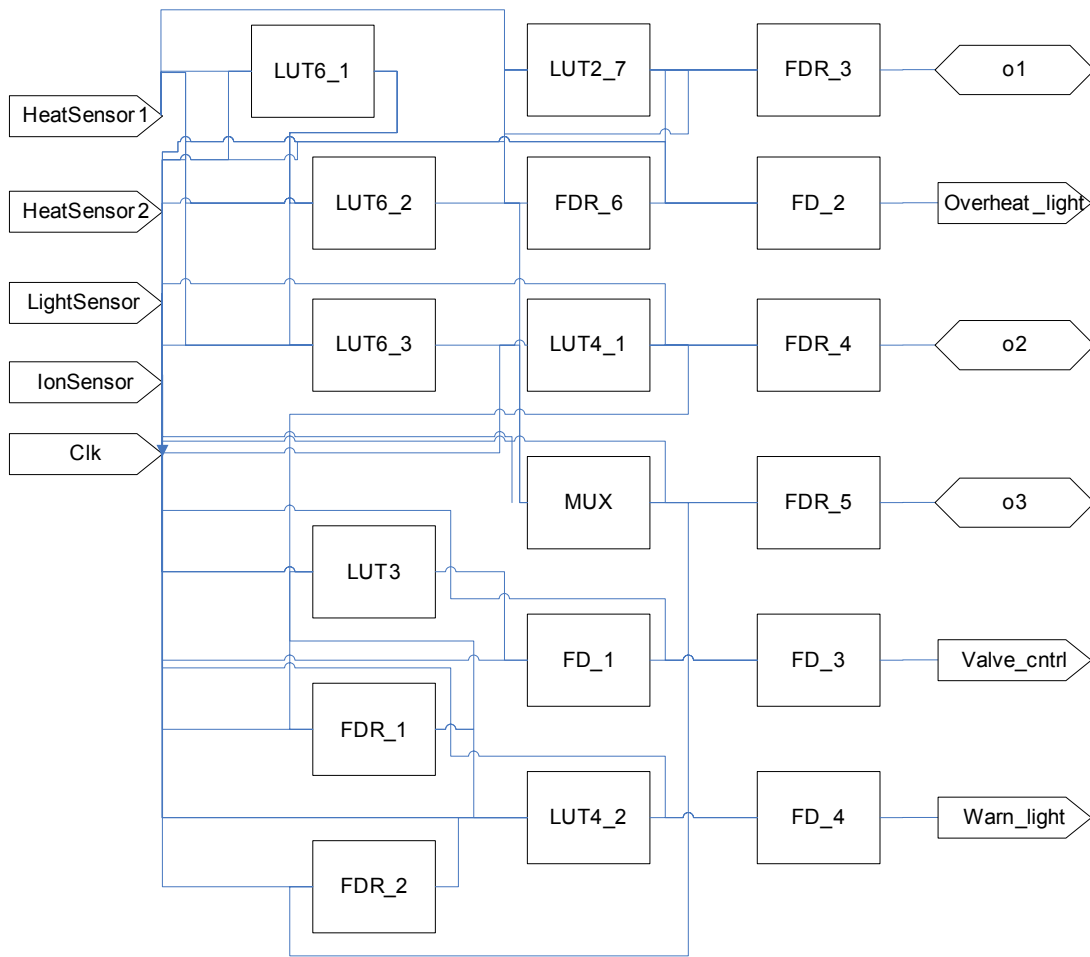 LUT6_1
LUT2_7
FDR_3
o1
HeatSensor1
LUT6_2
FDR_6
FD_2
Overheat_light
HeatSensor2
LightSensor
LUT6_3
LUT4_1
FDR_4
o2
IonSensor
Clk
MUX
FDR_5
o3
LUT3
FD_1
FD_3
Valve_cntrl
FDR_1
LUT4_2
FD_4
Warn_light
FDR_2